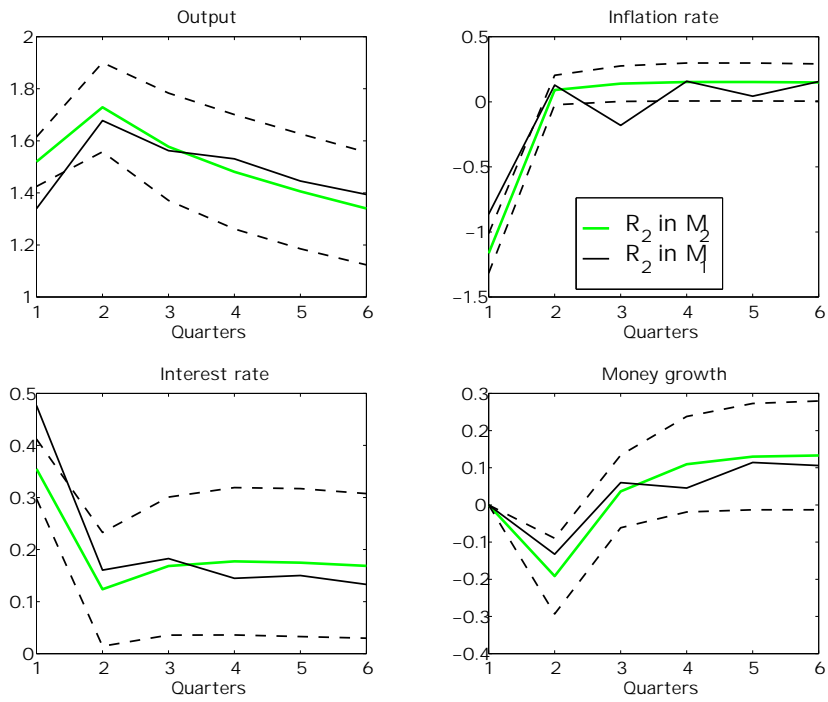 Output
2
1.8
1.6
1.4
1.2
1
1 2 3 4 5 6
Quarters
Inflation rate
0.5
0
−0.5
−1
−1.5
R2 in M2
R2 in M1
1 2 3 4 5 6
Quarters
Interest rate
0.5
0.4
0.3
0.2
0.1
0
1 2 3 4 5 6
Quarters
Money growth
0.3
0.2
0.1
0
−0.1
−0.2
−0.3
−0.4
1 2 3 4 5 6
Quarters